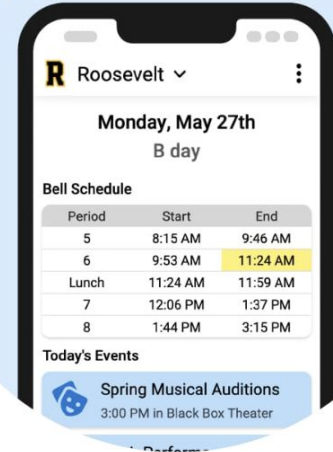 R Roosevelt
Monday, May 27th
B day
Bell Schedule
Period Start End
5 8:15 AM 9:46 AM
6 9:53 AM 11:24 AM
Lunch 11:24 AM 11:59 AM
7 12:06 PM 1:37 PM
8 1:44 PM 3:15 PM
Today's Events
Spring Musical Auditions
3:00 PM in Black Box Theater